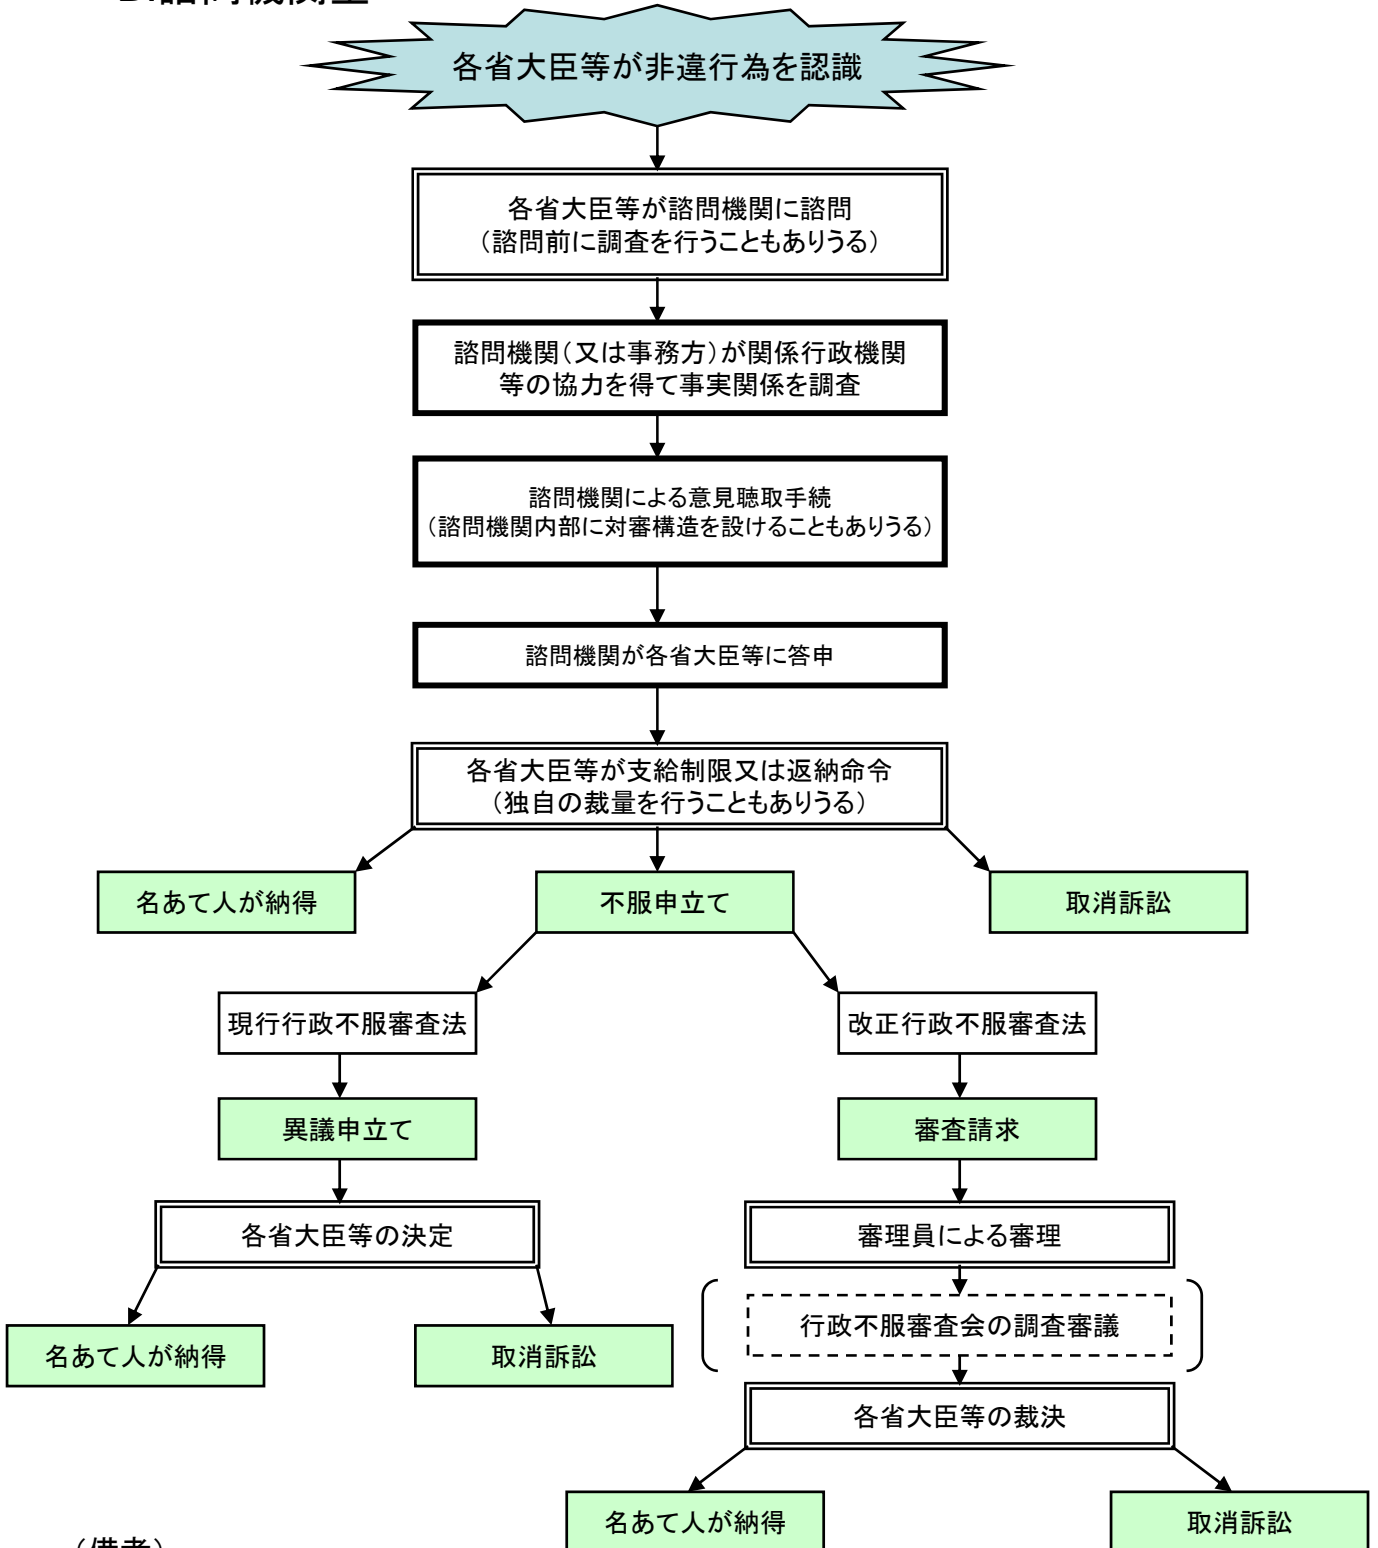 各省大臣等が非違行為を認識
各省大臣等が諮問機関に諮問
（諮問前に調査を行うこともありうる）
諮問機関（又は事務方）が関係行政機関
等の協力を得て事実関係を調査
諮問機関による意見聴取手続
（諮問機関内部に対審構造を設けることもありうる）
諮問機関が各省大臣等に答申
各省大臣等が支給制限又は返納命令
（独自の裁量を行うこともありうる）
名あて人が納得
不服申立て
取消訴訟
現行行政不服審査法
改正行政不服審査法
異議申立て
審査請求
各省大臣等の決定
審理員による審理
行政不服審査会の調査審議
名あて人が納得
取消訴訟
各省大臣等の裁決
名あて人が納得
取消訴訟